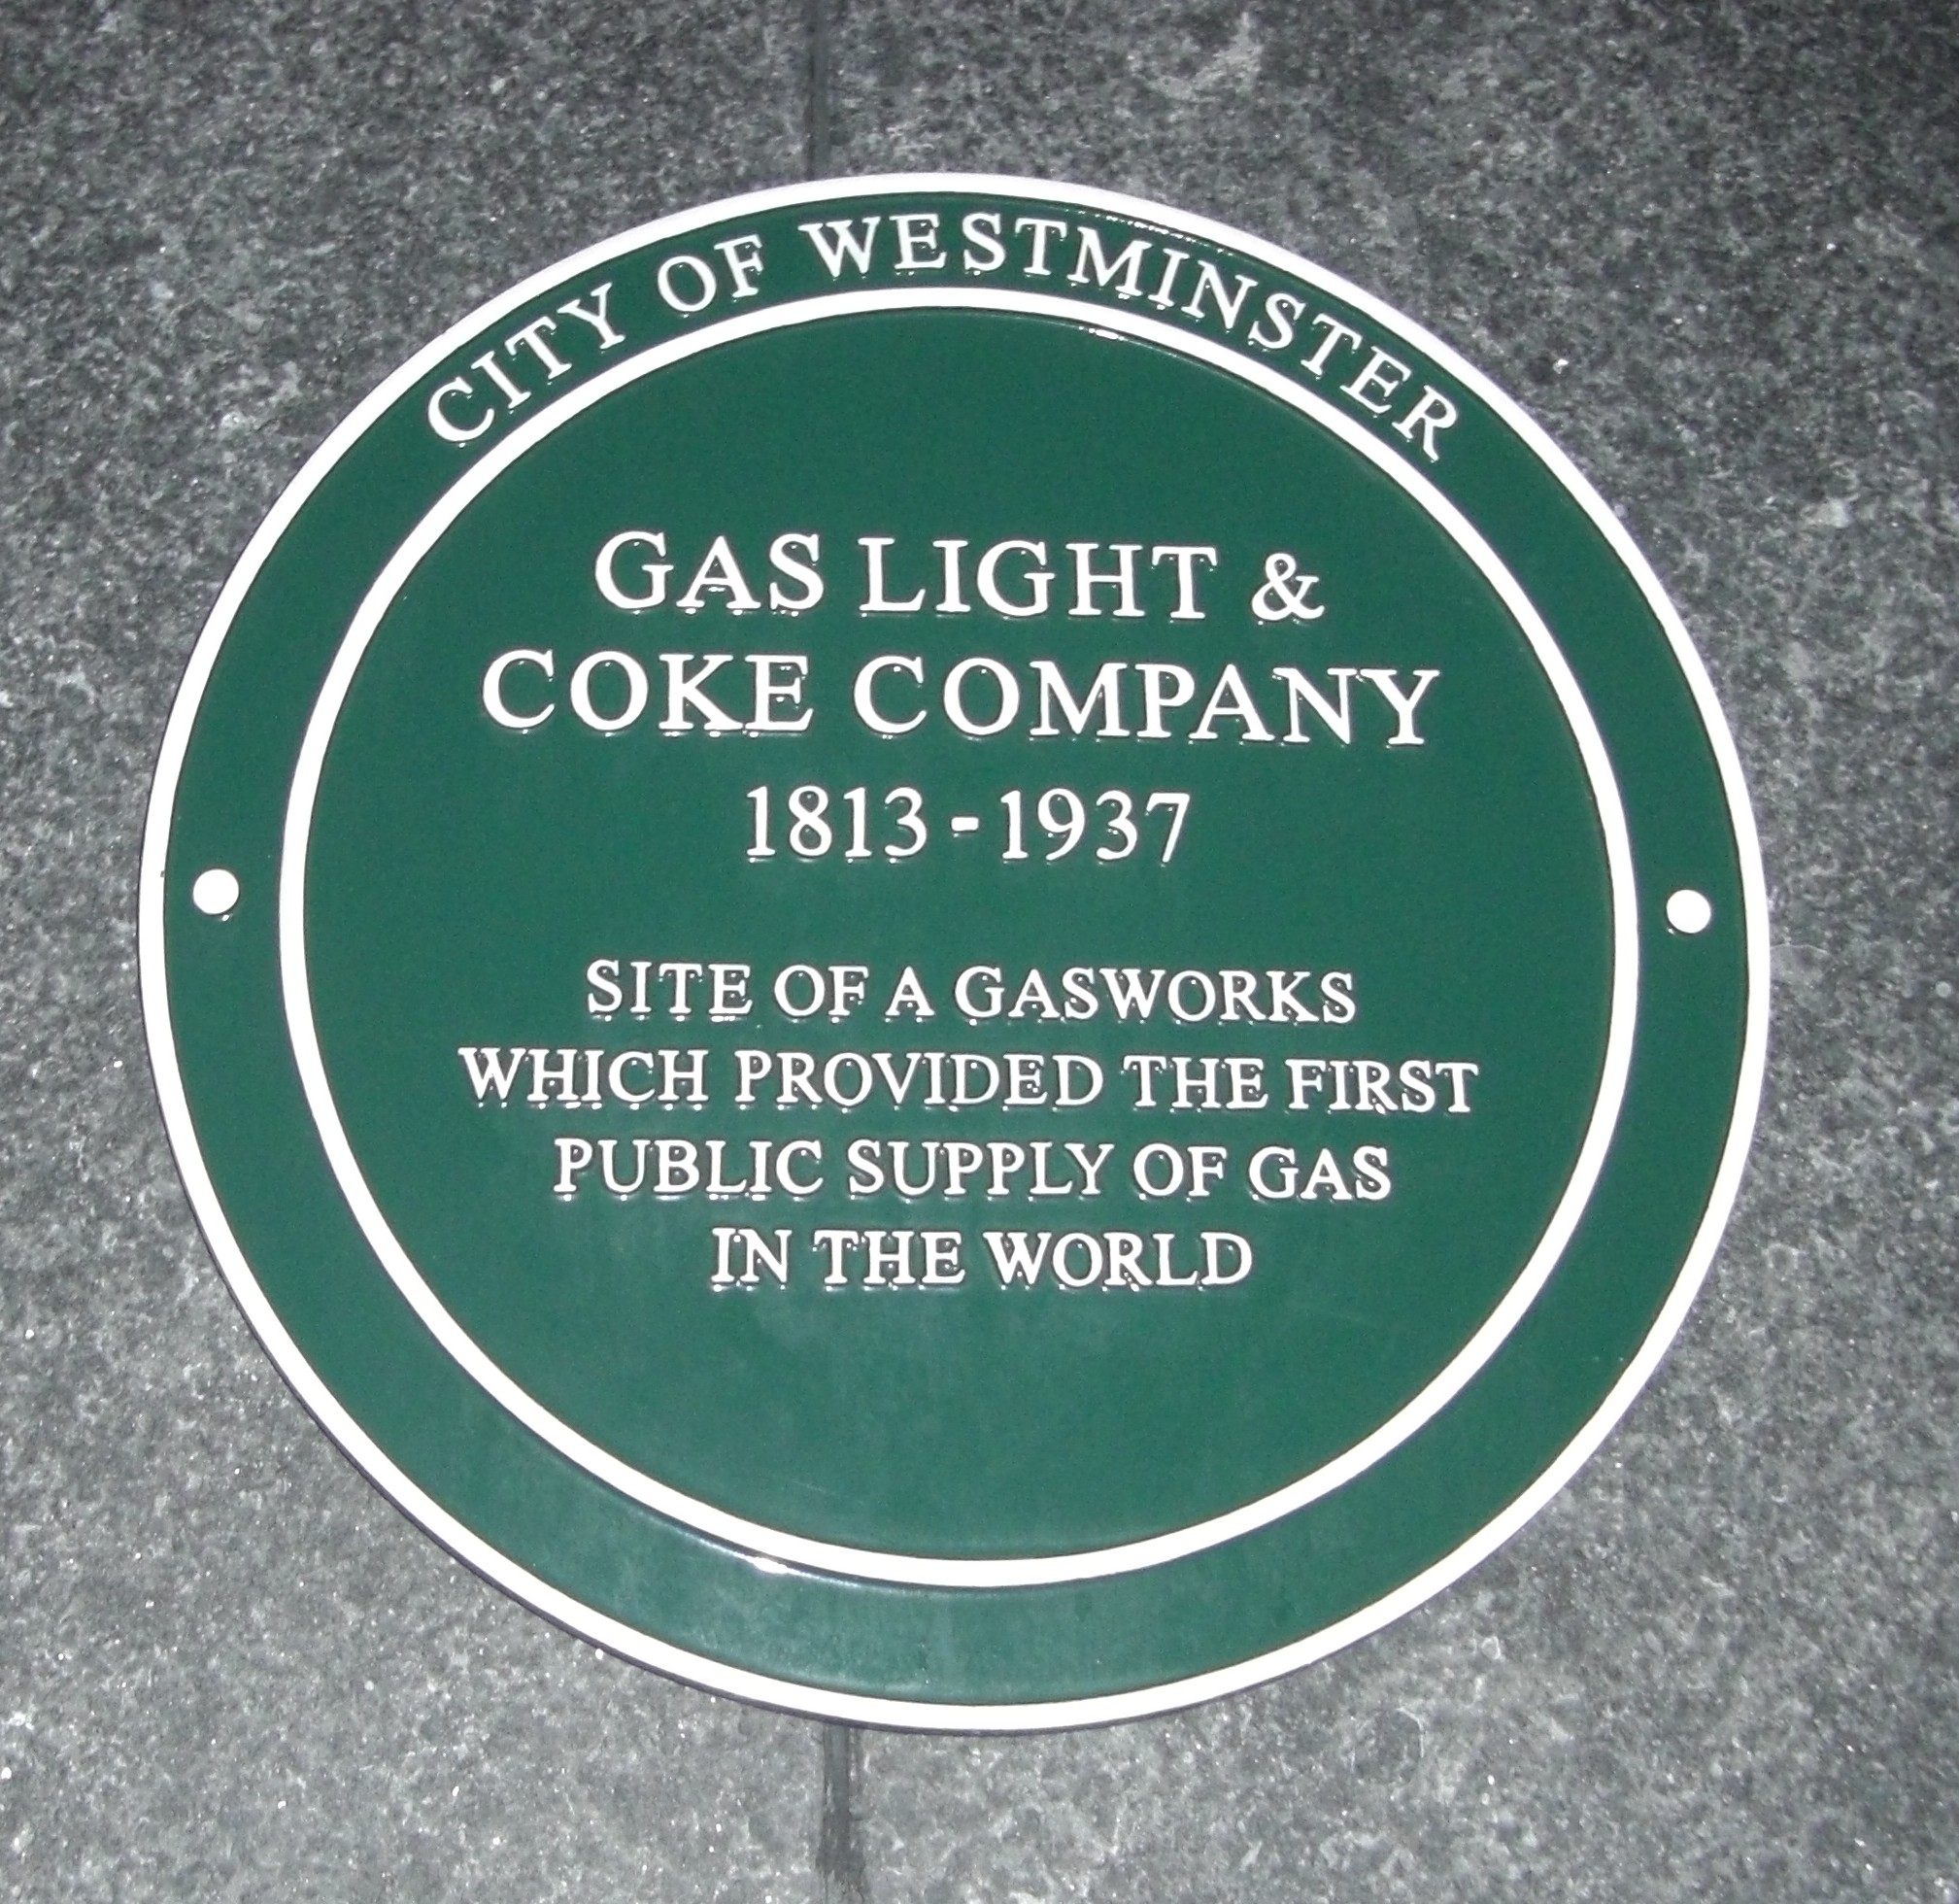 CITY OF WESTMINSTER
GAS LIGHT &
COKE COMPANY
1813-1937
SITE OF A GASWORKS
WHICH PROVIDED THE FIRST
PUBLIC SUPPLY OF GAS
IN THE WORLD